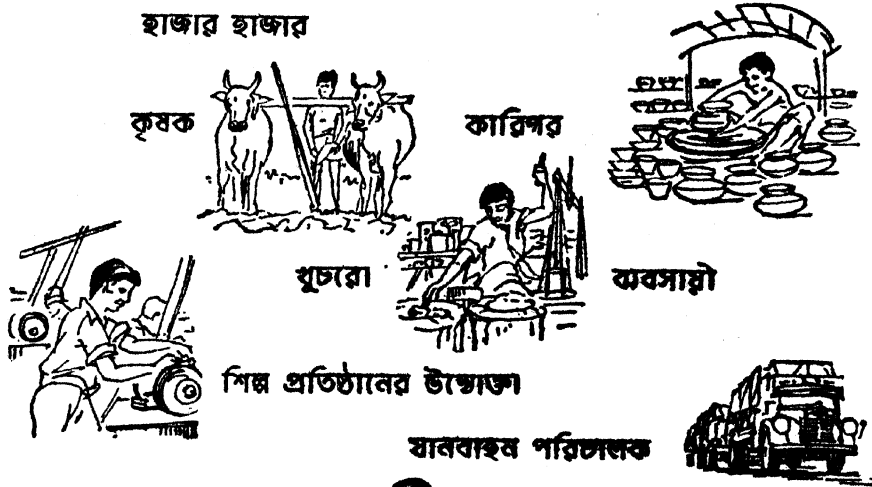 হাজার হাজার
কৃষক
কারিগর
খুচরো ব্যবসায়ী
শিল্প প্রতিষ্ঠানের উদ্যোক্তা
যানবাহন পরিচালক